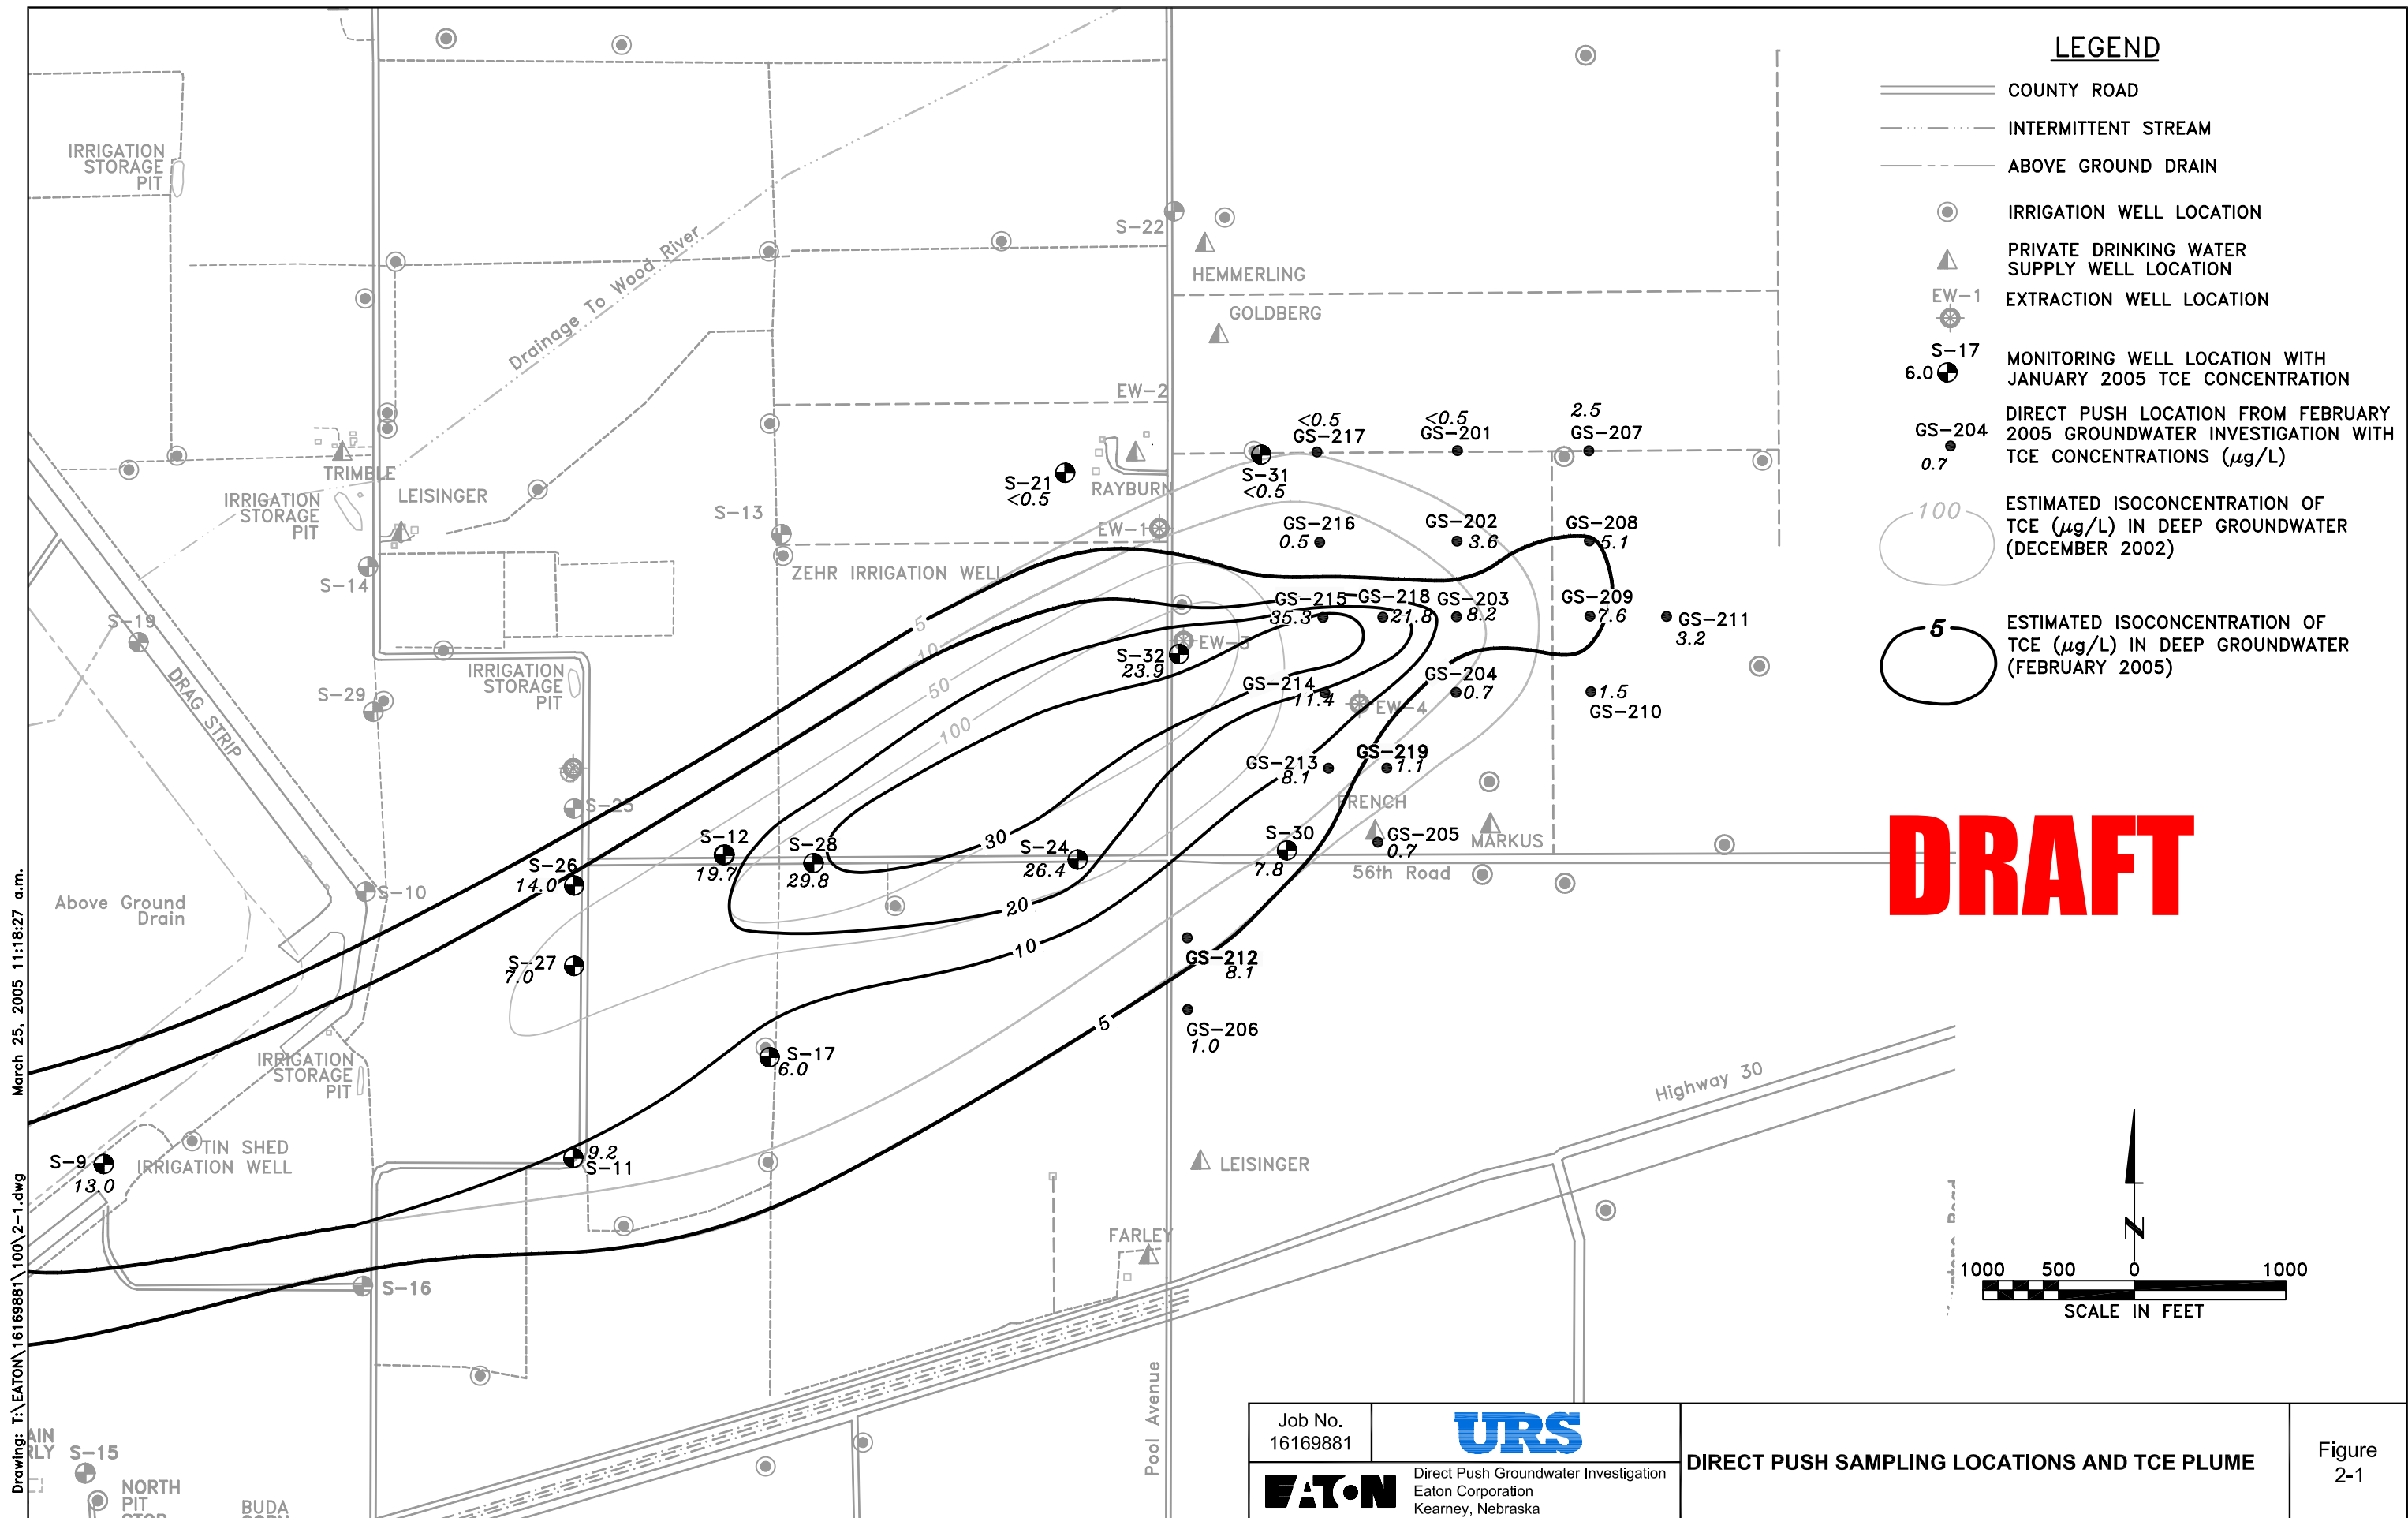 LEGEND
COUNTY ROAD
INTERMITTENT STREAM
ABOVE GROUND DRAIN
IRRIGATION WELL LOCATION
PRIVATE DRINKING WATER
SUPPLY WELL LOCATION
EW-1
EXTRACTION WELL LOCATION
S-17
6.0
MONITORING WELL LOCATION WITH
JANUARY 2005 TCE CONCENTRATION
GS-204
0.7
DIRECT PUSH LOCATION FROM FEBRUARY
2005 GROUNDWATER INVESTIGATION WITH
TCE CONCENTRATIONS (µg/L)
100
ESTIMATED ISOCONCENTRATION OF
TCE (µg/L) IN DEEP GROUNDWATER
(DECEMBER 2002)
5
ESTIMATED ISOCONCENTRATION OF
TCE (µg/L) IN DEEP GROUNDWATER
(FEBRUARY 2005)
DRAFT
IRRIGATION
STORAGE
PIT
Drainage To Wood River
S-22
HEMMERLING
GOLDBERG
EW-2
TRIMBLE
IRRIGATION
STORAGE
PIT
LEISINGER
S-13
S-21
<0.5
RAYBURN
EW-1
S-31
<0.5
<0.5
GS-217
<0.5
GS-201
2.5
GS-207
GS-216
0.5
GS-202
3.6
GS-208
5.1
ZEHR IRRIGATION WELL
S-14
S-19
DRAG STRIP
S-29
IRRIGATION
STORAGE
PIT
5
10
50
100
GS-215
35.3
GS-218
21.8
GS-203
8.2
GS-209
7.6
GS-211
3.2
S-32
23.9
EW-3
GS-214
11.4
EW-4
GS-204
0.7
1.5
GS-210
GS-213
8.1
GS-219
1.1
FRENCH
GS-205
0.7
MARKUS
56th Road
S-25
S-12
19.7
S-28
29.8
30
S-24
26.4
S-30
7.8
S-26
14.0
S-10
Above Ground
Drain
20
10
5
S-27
7.0
GS-212
8.1
GS-206
1.0
S-17
6.0
IRRIGATION
STORAGE
PIT
TIN SHED
IRRIGATION WELL
S-9
13.0
9.2
S-11
S-16
LEISINGER
FARLEY
Highway 30
Pool Avenue
S-15
NORTH
PIT
BUDA
N
1000 500 0 1000
SCALE IN FEET
Drawing: T:\EATON\16169881\100\2-1.dwg March 25, 2005 11:18:27 a.m.
Job No.
16169881
URS
EATON
Direct Push Groundwater Investigation
Eaton Corporation
Kearney, Nebraska
DIRECT PUSH SAMPLING LOCATIONS AND TCE PLUME
Figure
2-1